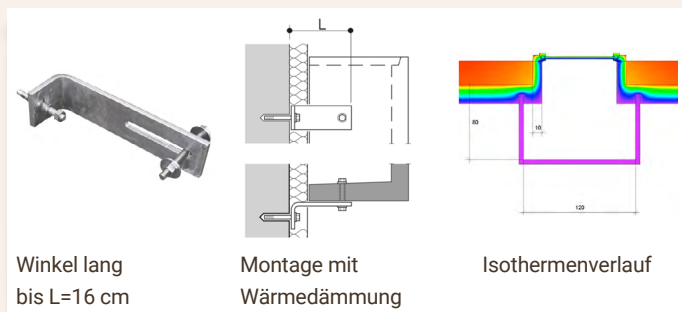 L
80
10
120
Winkel lang
bis L=16 cm
Montage mit
Wärmedämmung
Isothermenverlauf